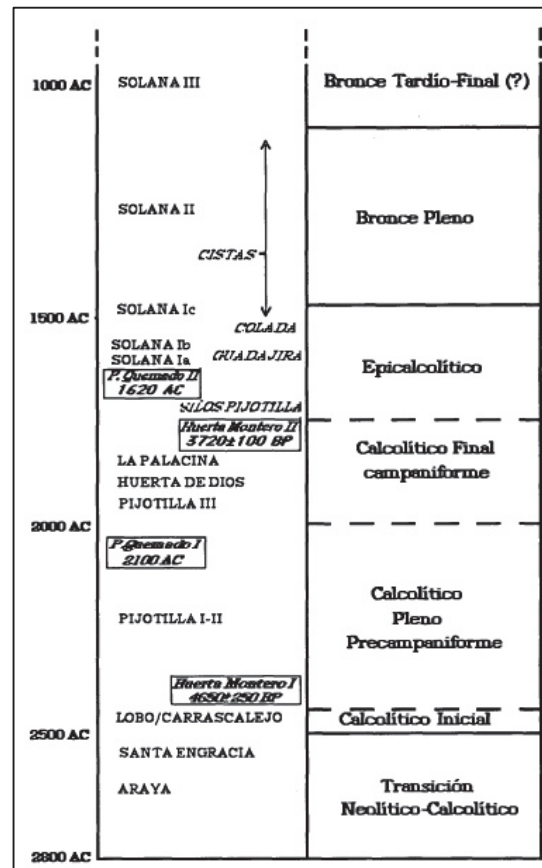 1000 AC
SOLANA III
Bronce Tardío-Final (?)
SOLANA II
Bronce Pleno
CISTAS
SOLANA Ic
1500 AC
COLADA
SOLANA Ib
GUADAJIRA
SOLANA Ia
Epicalcolítico
P. Quemado II
1620 AC
SILOS PIJOTILLA
Huerta Montero II
3720±100 BP
Calcolítico Final
campaniforme
LA PALACINA
HUERTA DE DIOS
PIJOTILLA III
2000 AC
P.Quemado I
2100 AC
Calcolítico
Pleno
Precampaniforme
PIJOTILLA I-II
Huerta Montero I
4650±250 BP
LOBO/CARRASCALEJO
Calcolítico Inicial
2500 AC
SANTA ENGRACIA
ARAYA
Transición
Neolítico-Calcolítico
2800 AC